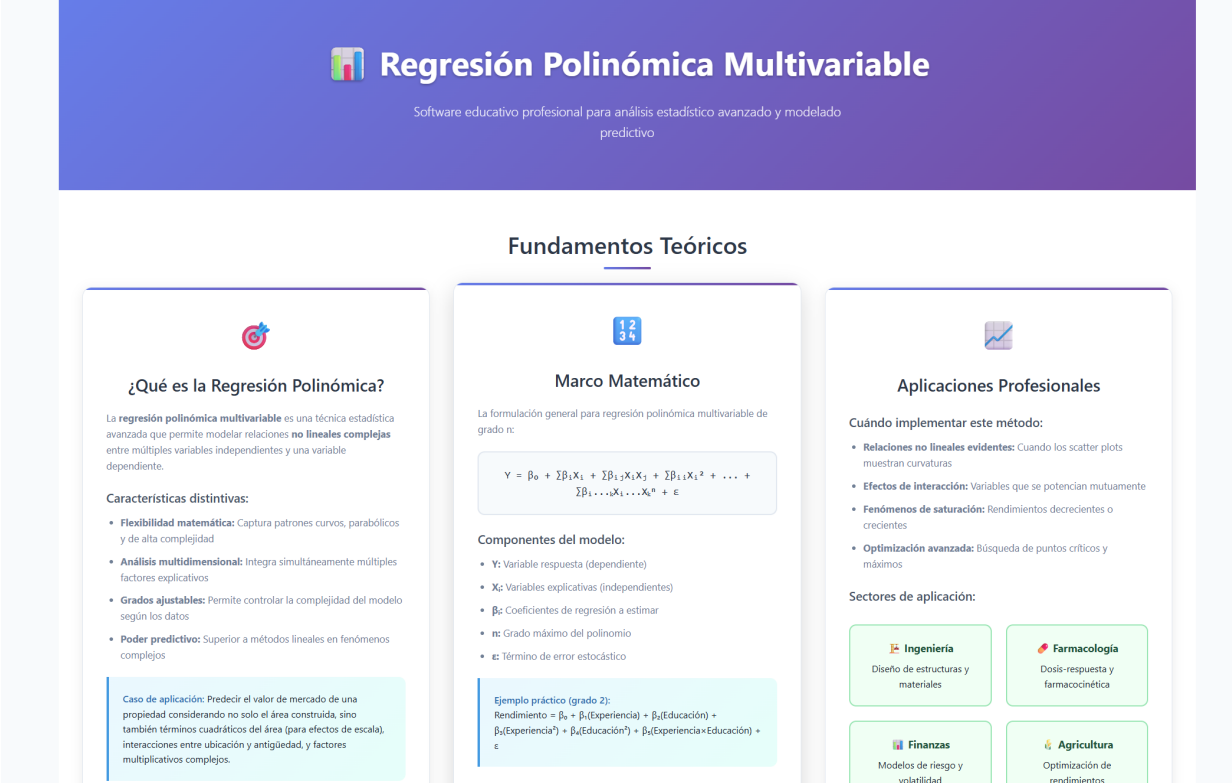 Regresión Polinómica Multivariable
Software educativo profesional para análisis estadístico avanzado y modelado
predictivo
Fundamentos Teóricos
¿Qué es la Regresión Polinómica?
La regresión polinómica multivariable es una técnica estadística
avanzada que permite modelar relaciones no lineales complejas
entre múltiples variables independientes y una variable
dependiente.
Características distintivas:
• Flexibilidad matemática: Captura patrones curvos, parabólicos
y de alta complejidad
• Análisis multidimensional: Integra simultáneamente múltiples
factores explicativos
• Grados ajustables: Permite controlar la complejidad del modelo
según los datos
• Poder predictivo: Superior a métodos lineales en fenómenos
complejos
Caso de aplicación: Predecir el valor de mercado de una
propiedad considerando no solo el área construida, sino
también términos cuadráticos del área (para efectos de escala),
interacciones entre ubicación y antigüedad, y factores
multiplicativos complejos.
1 2
3 4
Marco Matemático
La formulación general para regresión polinómica multivariable de
grado n:
Y = β₀ + ∑βᵢXᵢ + ∑βᵢⱼXᵢXⱼ + ∑βᵢᵢXᵢ² + ... +
∑βᵢ...ₖXᵢ...Xₖⁿ + ε
Componentes del modelo:
• Y: Variable respuesta (dependiente)
• Xᵢ: Variables explicativas (independientes)
• βᵢ: Coeficientes de regresión a estimar
• n: Grado máximo del polinomio
• ε: Término de error estocástico
Ejemplo práctico (grado 2):
Rendimiento = β₀ + β₁(Experiencia) + β₂(Educación) +
β₃(Experiencia²) + β₄(Educación²) + β₅(Experiencia×Educación) +
ε
Aplicaciones Profesionales
Cuándo implementar este método:
• Relaciones no lineales evidentes: Cuando los scatter plots
muestran curvaturas
• Efectos de interacción: Variables que se potencian mutuamente
• Fenómenos de saturación: Rendimientos decrecientes o
crecientes
• Optimización avanzada: Búsqueda de puntos críticos y
máximos
Sectores de aplicación:
Ingeniería
Diseño de estructuras y
materiales
Farmacología
Dosis-respuesta y
farmacocinética
Finanzas
Modelos de riesgo y
volatilidad
Agricultura
Optimización de
rendimientos